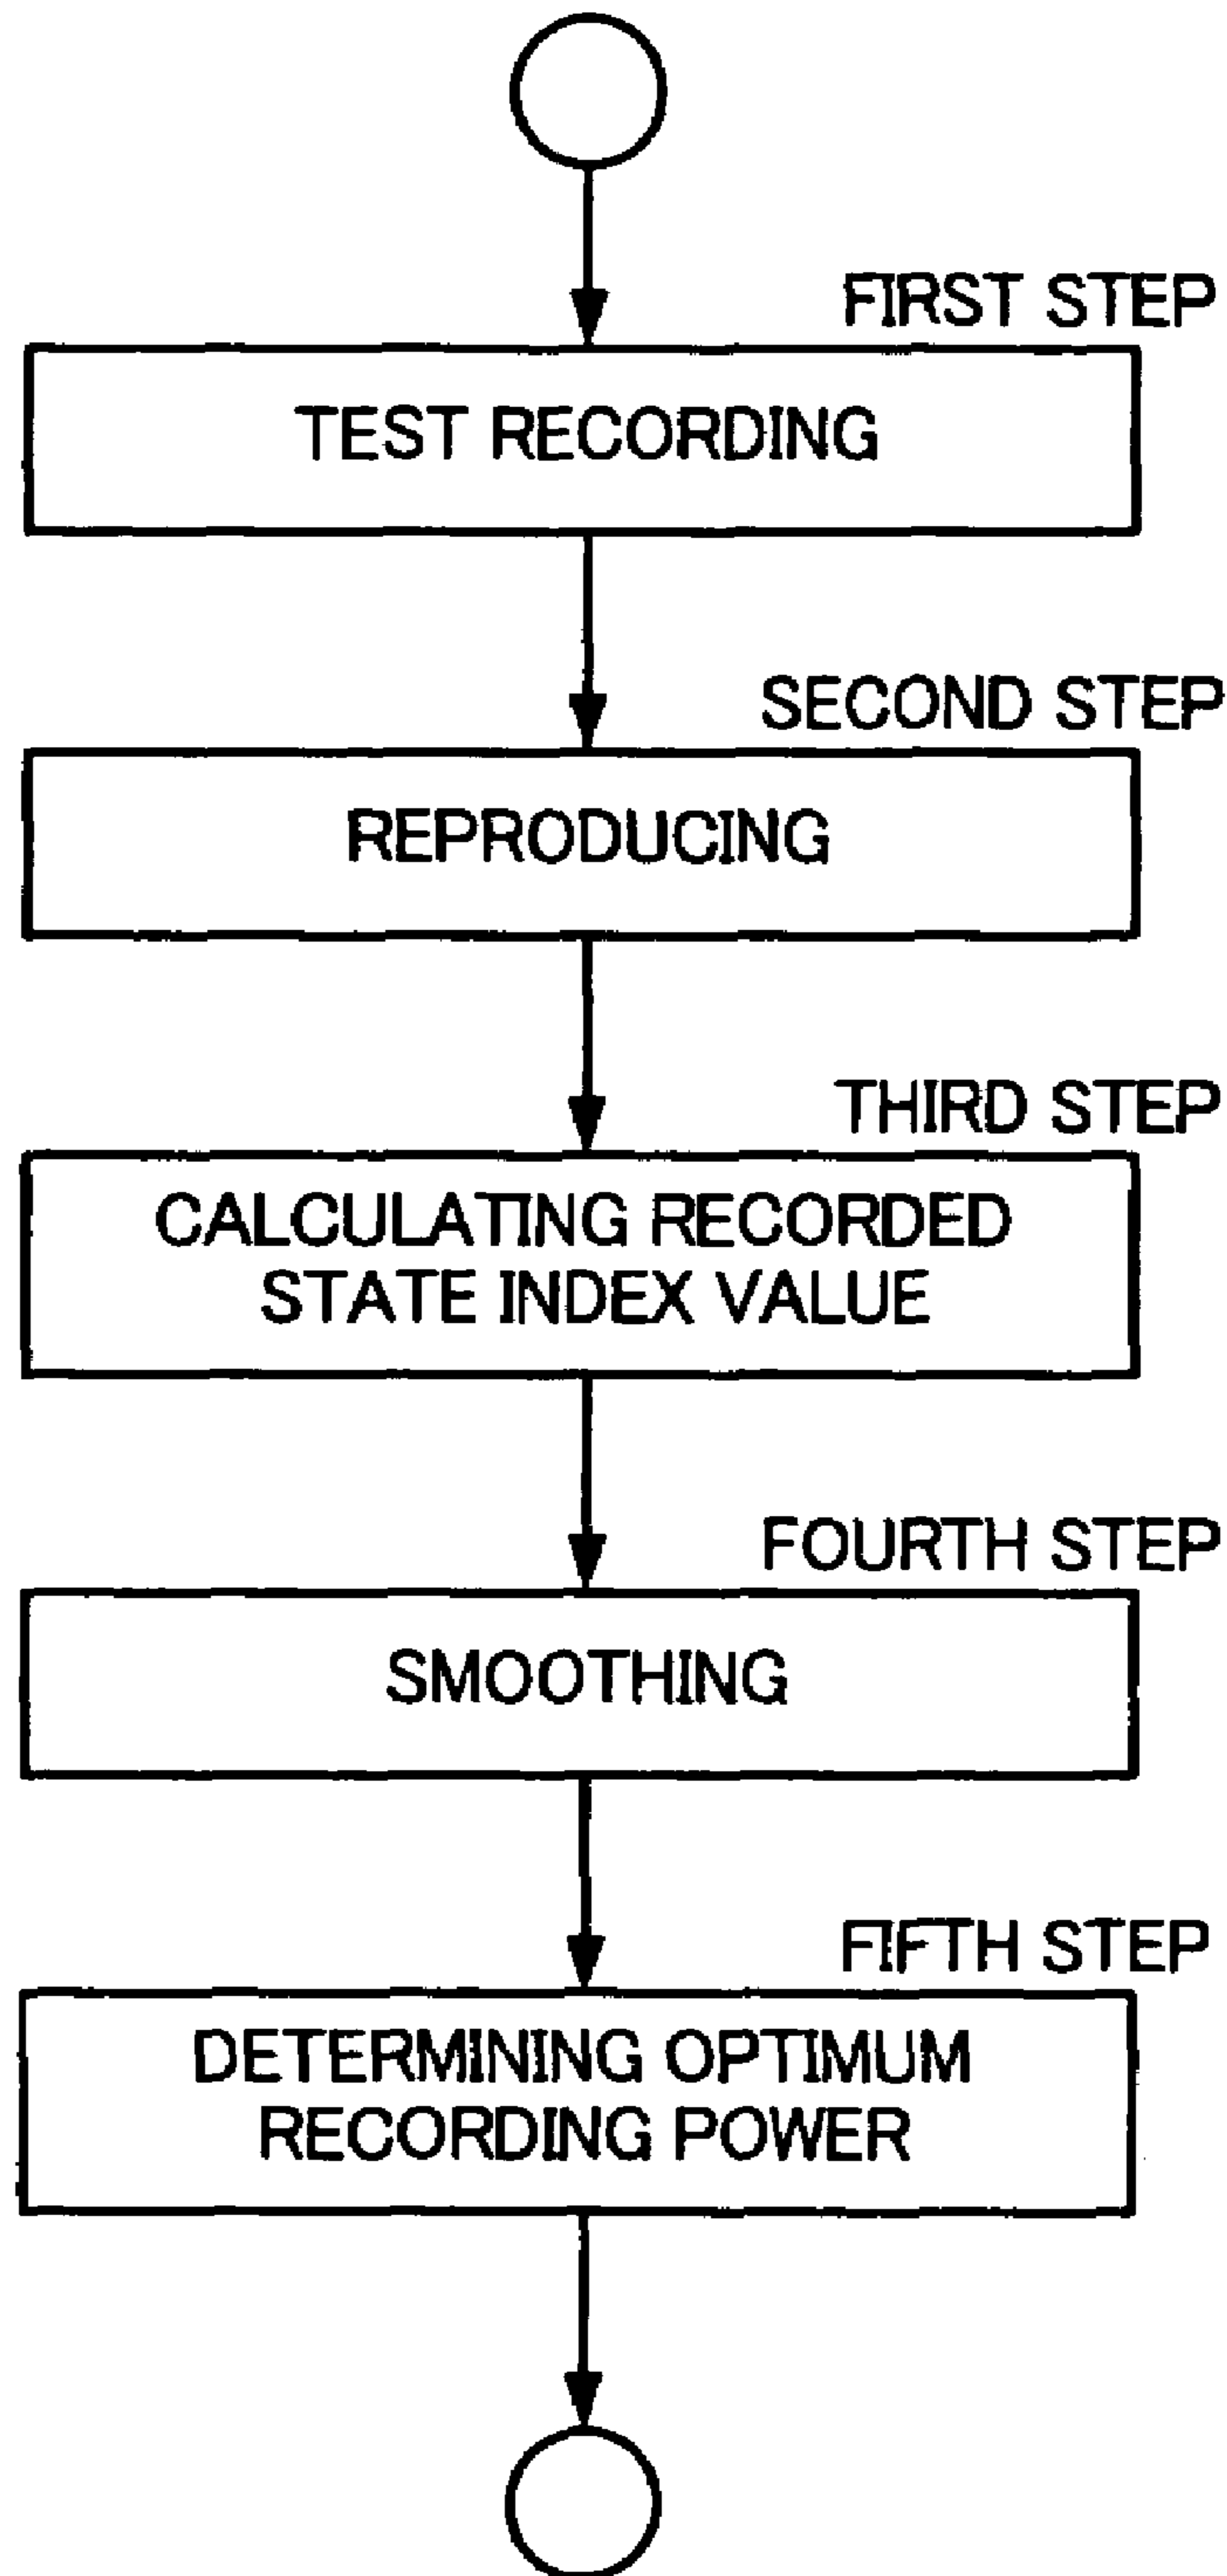 FIRST STEP
TEST RECORDING
SECOND STEP
REPRODUCING
THIRD STEP
CALCULATING RECORDED
STATE INDEX VALUE
FOURTH STEP
SMOOTHING
FIFTH STEP
DETERMINING OPTIMUM
RECORDING POWER